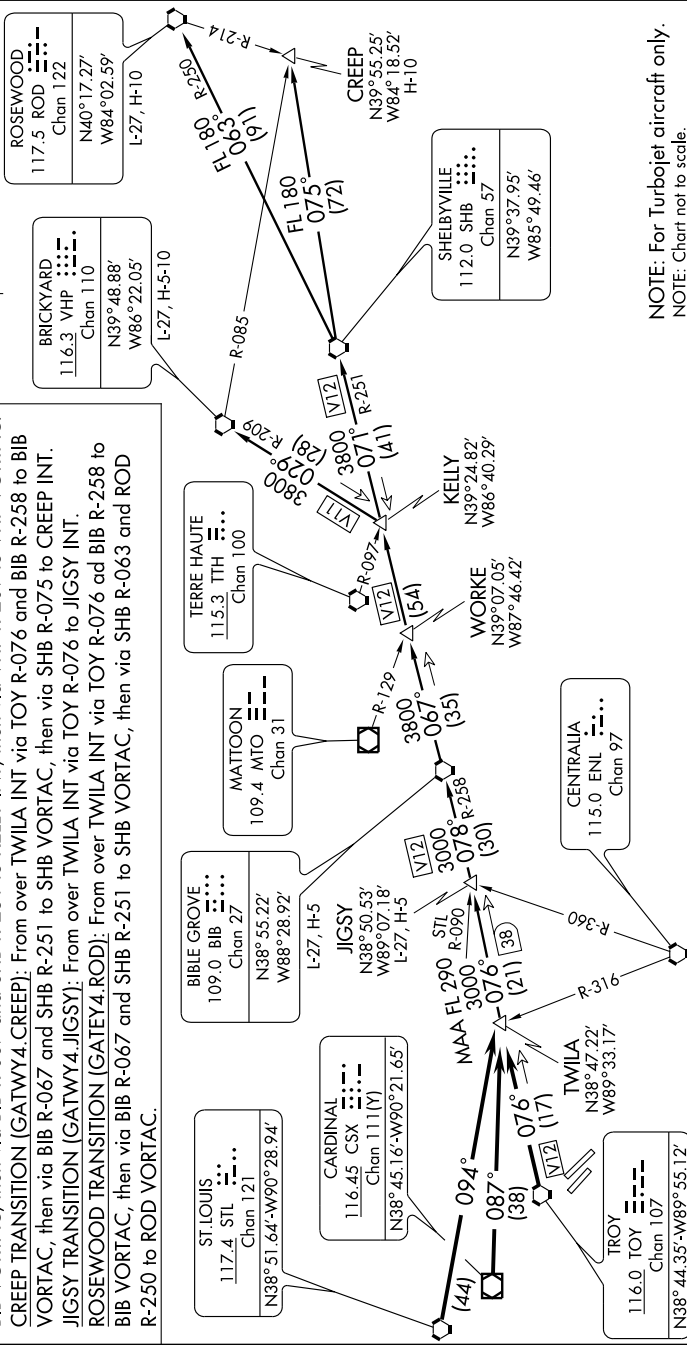 CREEP TRANSITION (GATWY4.CREEP): From over TWILA INT via TOY R-076 and BIB R-258 to BIB
VORTAC, then via BIB R-067 and SHB R-251 to SHB VORTAC, then via SHB R-075 to CREEP INT.
JIGSY TRANSITION (GATWY4.JIGSY): From over TWILA INT via TOY R-076 to JIGSY INT.
ROSEWOOD TRANSITION (GATEY4.ROD): From over TWILA INT via TOY R-076 ad BIB R-258 to
BIB VORTAC, then via BIB R-067 and SHB R-251 to SHB VORTAC, then via SHB R-063 and ROD
R-250 to ROD VORTAC.
ST.LOUIS
117.4 STL
Chan 121
N38°51.64'-W90°28.94'
CARDINAL
116.45 CSX
Chan 111(Y)
N38°45.16'-W90°21.65'
TROY
116.0 TOY
Chan 107
N38°44.35'-W89°55.12'
094°
(44)
087°
(38)
V12
076°
(17)
TWILA
N38°47.22'
W89°33.17'
MAA FL 290
3000
076°
(21)
38
STL
R-090
R-316
R-360
CENTRALIA
115.0 ENL
Chan 97
JIGSY
N38°50.53'
W89°07.18'
L-27, H-5
V12
3000
078°
(30)
R-258
BIBLE GROVE
109.0 BIB
Chan 27
N38°55.22'
W88°28.92'
L-27, H-5
3800
067°
(35)
MATTOON
109.4 MTO
Chan 31
R-129
WORKE
N39°07.05'
W87°46.42'
V12
(54)
TERRE HAUTE
115.3 TTH
Chan 100
R-097
KELLY
N39°24.82'
W86°40.29'
V11
3800
029°
(28)
R-209
V12
3800
071°
(41)
R-251
BRICKYARD
116.3 VHP
Chan 110
N39°48.88'
W86°22.05'
L-27, H-5-10
R-085
SHELBYVILLE
112.0 SHB
Chan 57
N39°37.95'
W85°49.46'
FL 180
063°
(91)
R-250
FL 180
075°
(72)
ROSEWOOD
117.5 ROD
Chan 122
N40°17.27'
W84°02.59'
L-27, H-10
R-214
CREEP
N39°55.25'
W84°18.52'
H-10
NOTE: For Turbojet aircraft only.
NOTE: Chart not to scale.